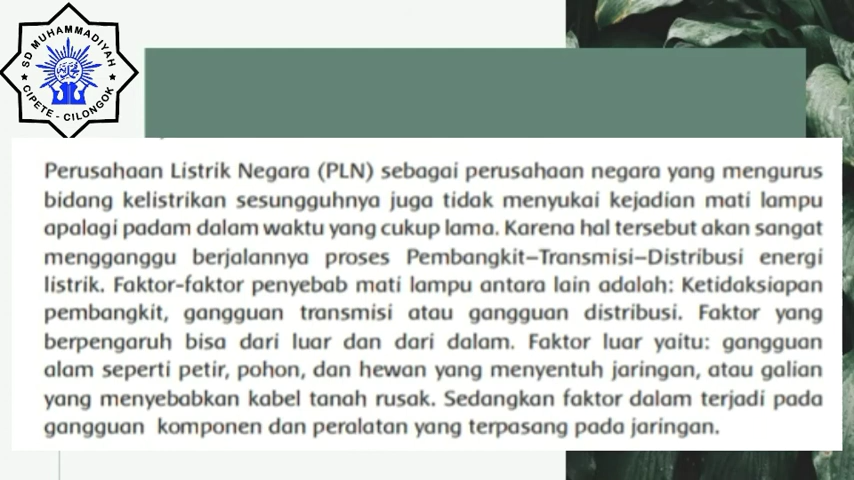 SD MUHAMMADIYAH
CIPETE - CILONGOK
Perusahaan Listrik Negara (PLN) sebagai perusahaan negara yang mengurus
bidang kelistrikan sesungguhnya juga tidak menyukai kejadian mati lampu
apalagi padam dalam waktu yang cukup lama. Karena hal tersebut akan sangat
mengganggu berjalannya proses Pembangkit–Transmisi–Distribusi energi
listrik. Faktor-faktor penyebab mati lampu antara lain adalah: Ketidaksiapan
pembangkit, gangguan transmisi atau gangguan distribusi. Faktor yang
berpengaruh bisa dari luar dan dari dalam. Faktor luar yaitu: gangguan
alam seperti petir, pohon, dan hewan yang menyentuh jaringan, atau galian
yang menyebabkan kabel tanah rusak. Sedangkan faktor dalam terjadi pada
gangguan komponen dan peralatan yang terpasang pada jaringan.